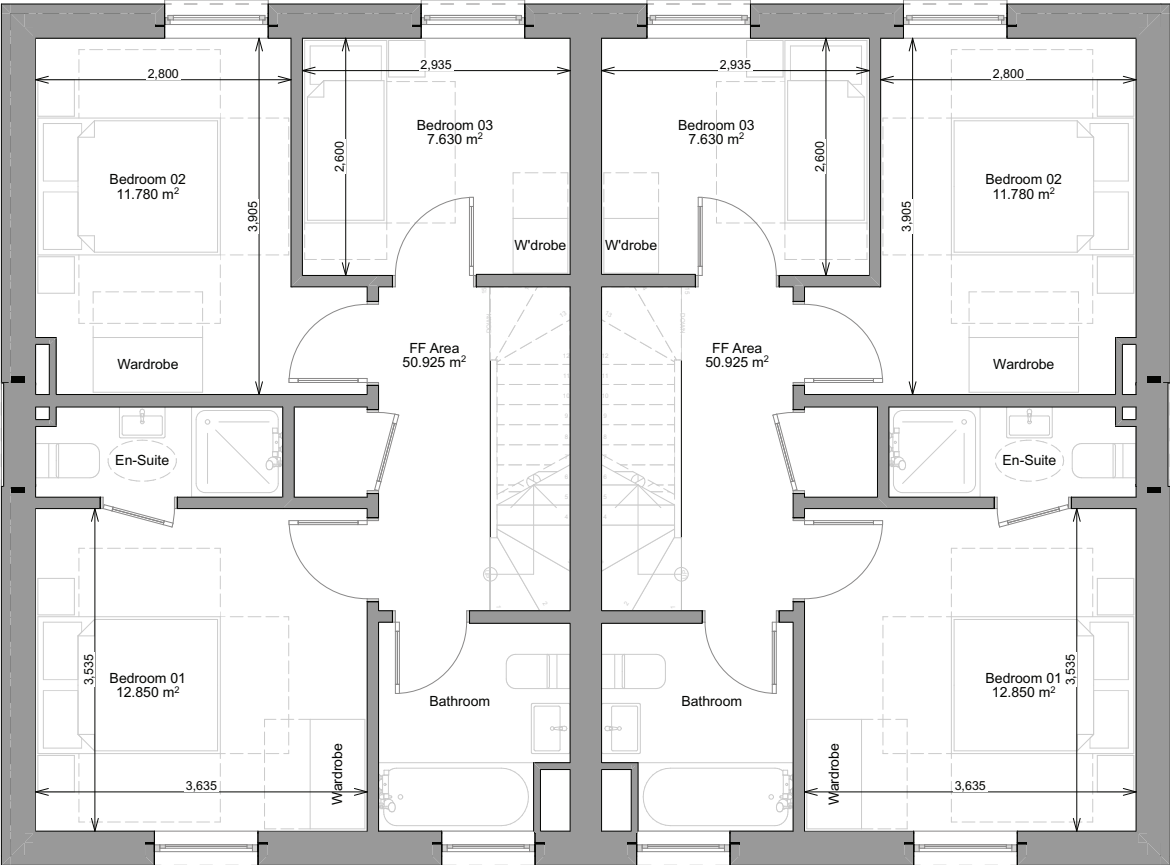 2,800
2,935
2,935
2,800
Bedroom 03
7.630 m²
Bedroom 03
7.630 m²
2,600
2,600
Bedroom 02
11.780 m²
Bedroom 02
11.780 m²
3,905
3,905
W'drobe
W'drobe
FF Area
50.925 m²
FF Area
50.925 m²
Wardrobe
Wardrobe
En-Suite
En-Suite
Bedroom 01
12.850 m²
Bedroom 01
12.850 m²
3,535
3,535
Bathroom
Bathroom
Wardrobe
Wardrobe
3,635
3,635